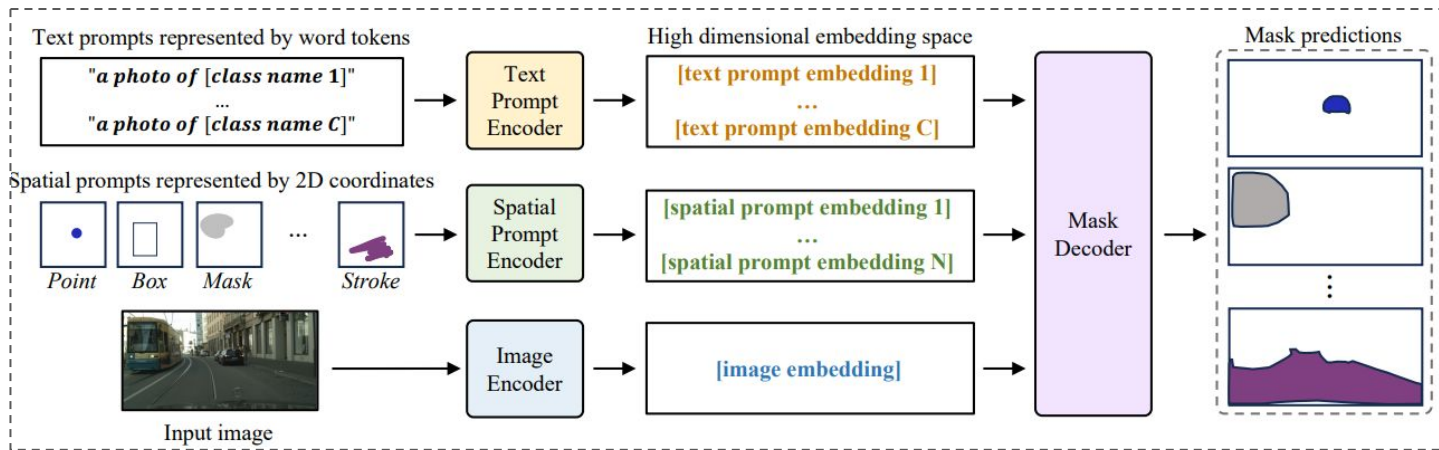 Text prompts represented by word tokens
"a photo of [class name 1]"
...
"a photo of [class name C]"
Text
Prompt
Encoder
High dimensional embedding space
[text prompt embedding 1]
...
[text prompt embedding C]
Spatial prompts represented by 2D coordinates
Point
Box
Mask
...
Stroke
Spatial
Prompt
Encoder
[spatial prompt embedding 1]
...
[spatial prompt embedding N]
Input image
Image
Encoder
[image embedding]
Mask
Decoder
Mask predictions
⋮